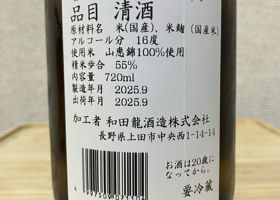 品目 清酒
原材料名 米(国産)、米麹(国産米)
アルコール分 16度
使用米 山恵錦100%使用
精米歩合 55%
内容量 720ml
製造年月 2025.9
出荷年月 2025.9
加工者 和田龍酒造株式会社
長野県上田市中央西1-14-14
お酒は20歳に
なってから。
要冷蔵